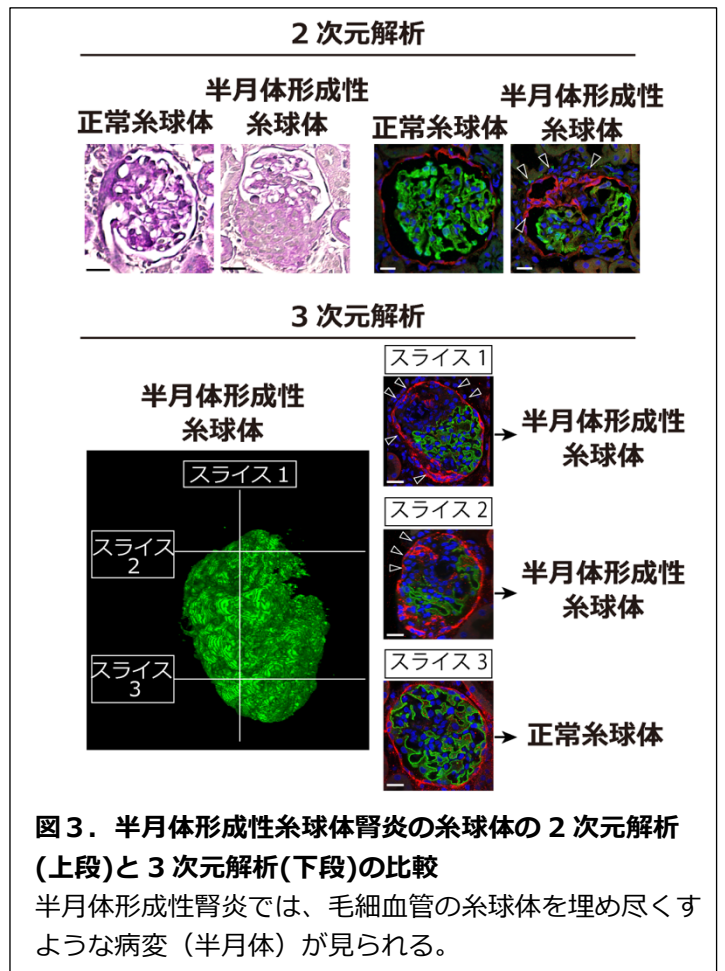 2次元解析
半月体形成性
正常糸球体 糸球体
半月体形成性
正常糸球体 糸球体
3次元解析
半月体形成性
糸球体
スライス1
スライス
2
スライス
3
スライス1
半月体形成性
糸球体
スライス2
半月体形成性
糸球体
スライス3
正常糸球体
図3．半月体形成性糸球体腎炎の糸球体の2次元解析
(上段)と3次元解析(下段)の比較
半月体形成性腎炎では、毛細血管の糸球体を埋め尽くす
ような病変（半月体）が見られる。